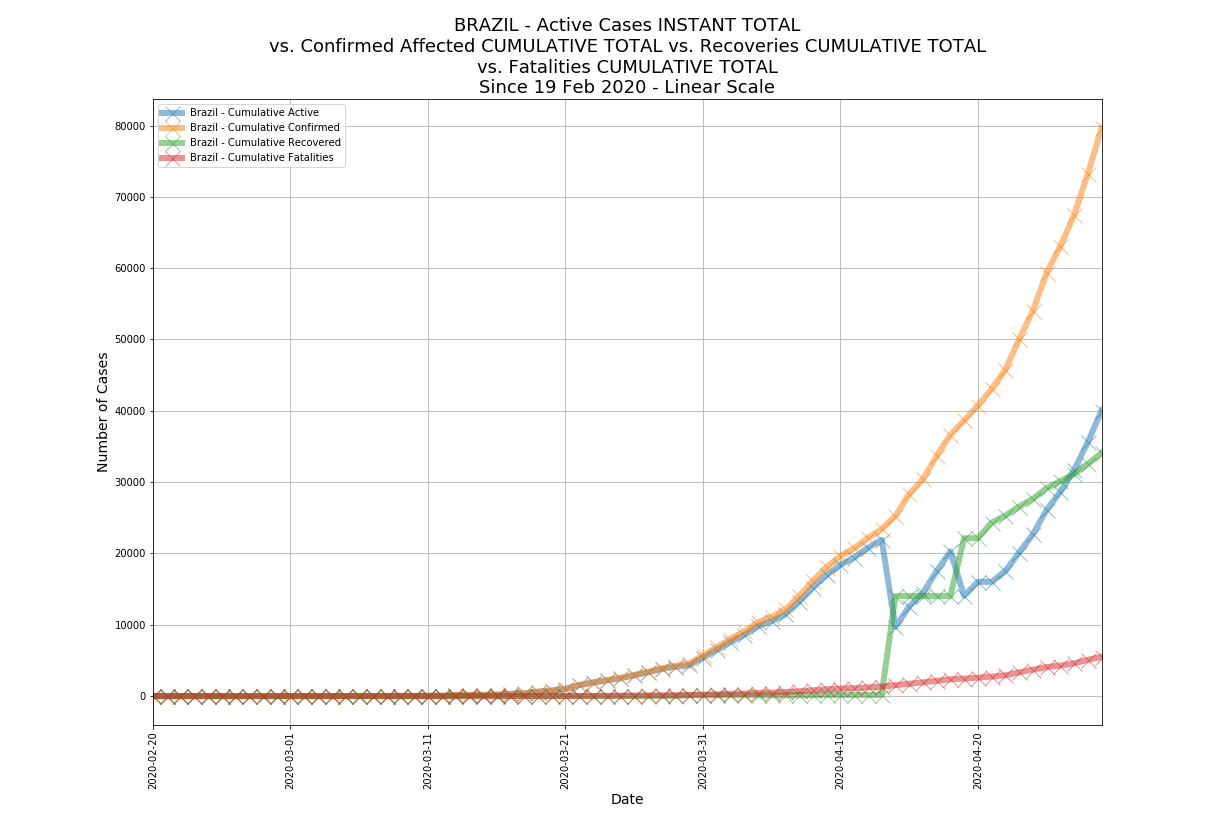 BRAZIL - Active Cases INSTANT TOTAL
vs. Confirmed Affected CUMULATIVE TOTAL vs. Recoveries CUMULATIVE TOTAL
vs. Fatalities CUMULATIVE TOTAL
Since 19 Feb 2020 - Linear Scale
Brazil - Cumulative Active
Brazil - Cumulative Confirmed
Brazil - Cumulative Recovered
Brazil - Cumulative Fatalities
Number of Cases
80000
70000
60000
50000
40000
30000
20000
10000
0
2020-02-20
2020-03-01
2020-03-11
2020-03-21
2020-03-31
2020-04-10
2020-04-20
Date